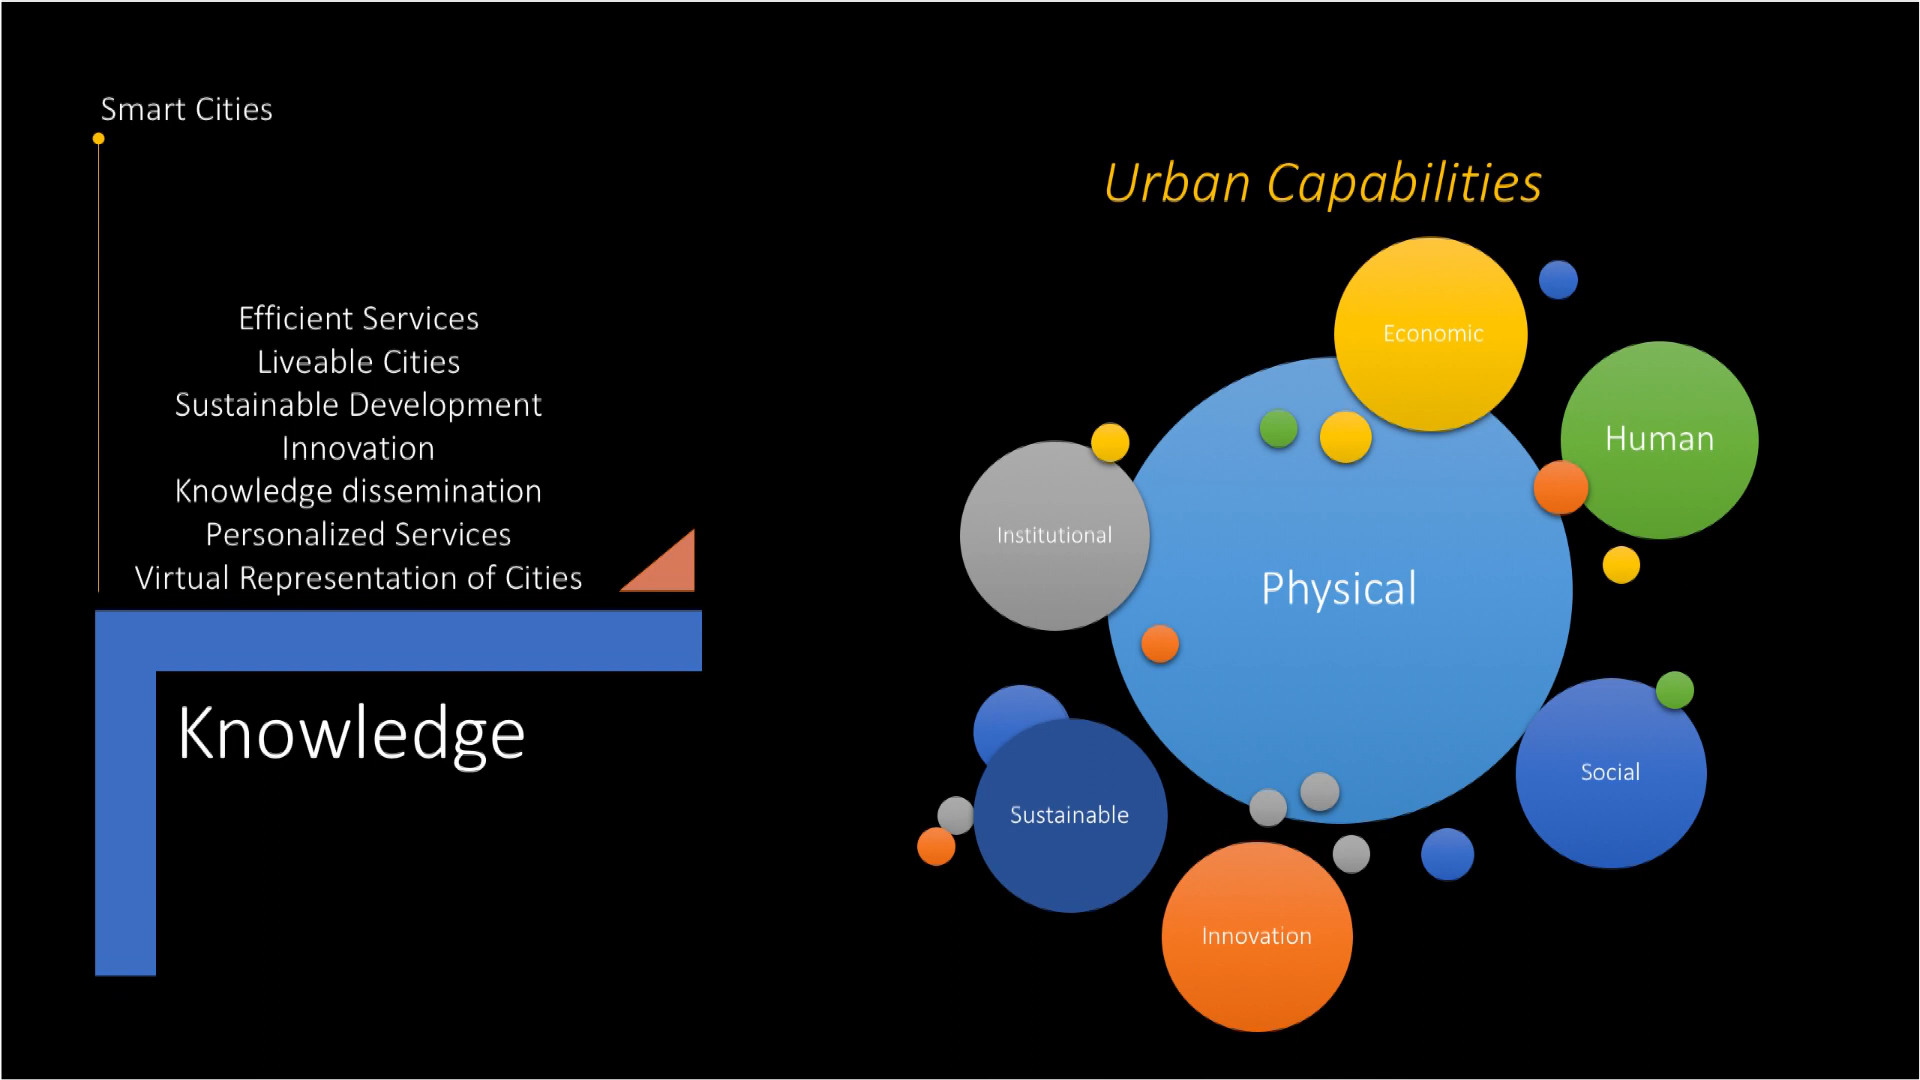 Smart Cities
Efficient Services
Liveable Cities
Sustainable Development
Innovation
Knowledge dissemination
Personalized Services
Virtual Representation of Cities
Knowledge
Urban Capabilities
Economic
Human
Institutional
Physical
Social
Sustainable
Innovation